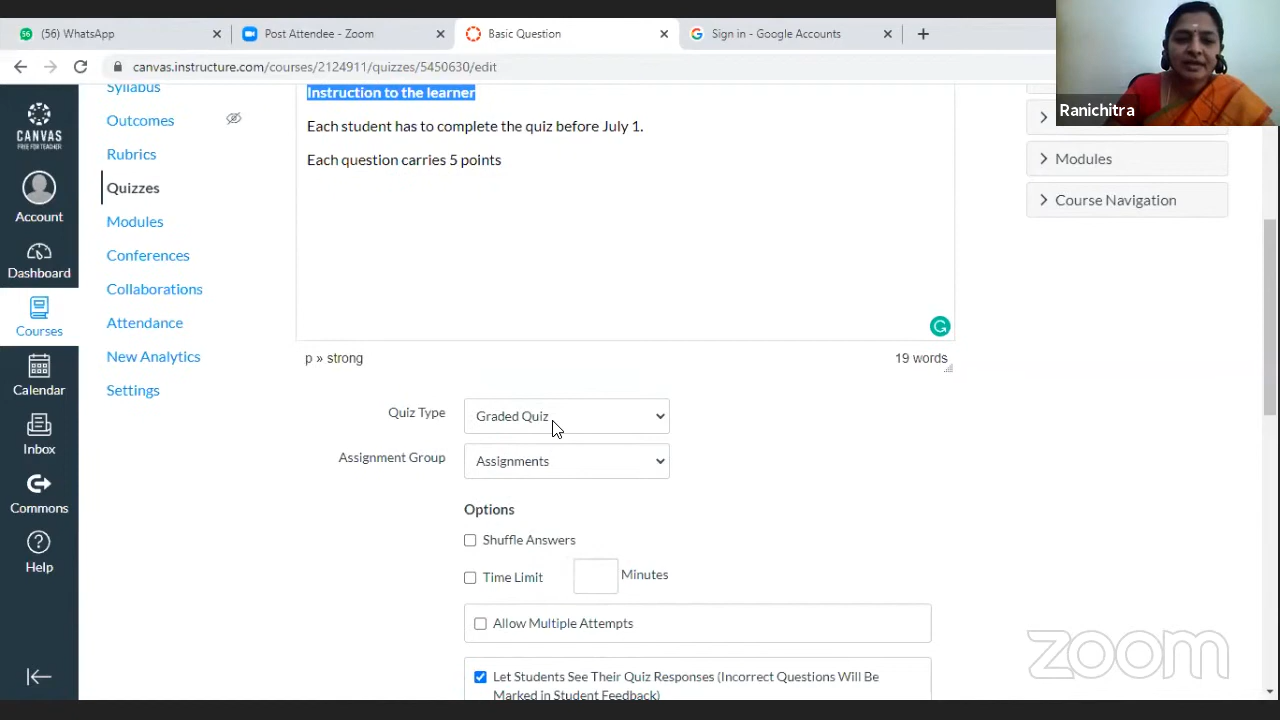 (56) WhatsApp
Post Attendee - Zoom
Basic Question
Sign in - Google Accounts
canvas.instructure.com/courses/2124911/quizzes/5450630/edit
Ranichitra
CANVAS
FREE FOR TEACHER
Account
Dashboard
Courses
Calendar
Inbox
Commons
Help
Syllabus
Outcomes
Rubrics
Quizzes
Modules
Conferences
Collaborations
Attendance
New Analytics
Settings
Instruction to the learner
Each student has to complete the quiz before July 1.
Each question carries 5 points
p » strong
19 words
Quiz Type
Graded Quiz
Assignment Group
Assignments
Options
Shuffle Answers
Time Limit
Minutes
Allow Multiple Attempts
Let Students See Their Quiz Responses (Incorrect Questions Will Be
Marked in Student Feedback)
Modules
Course Navigation
zoom